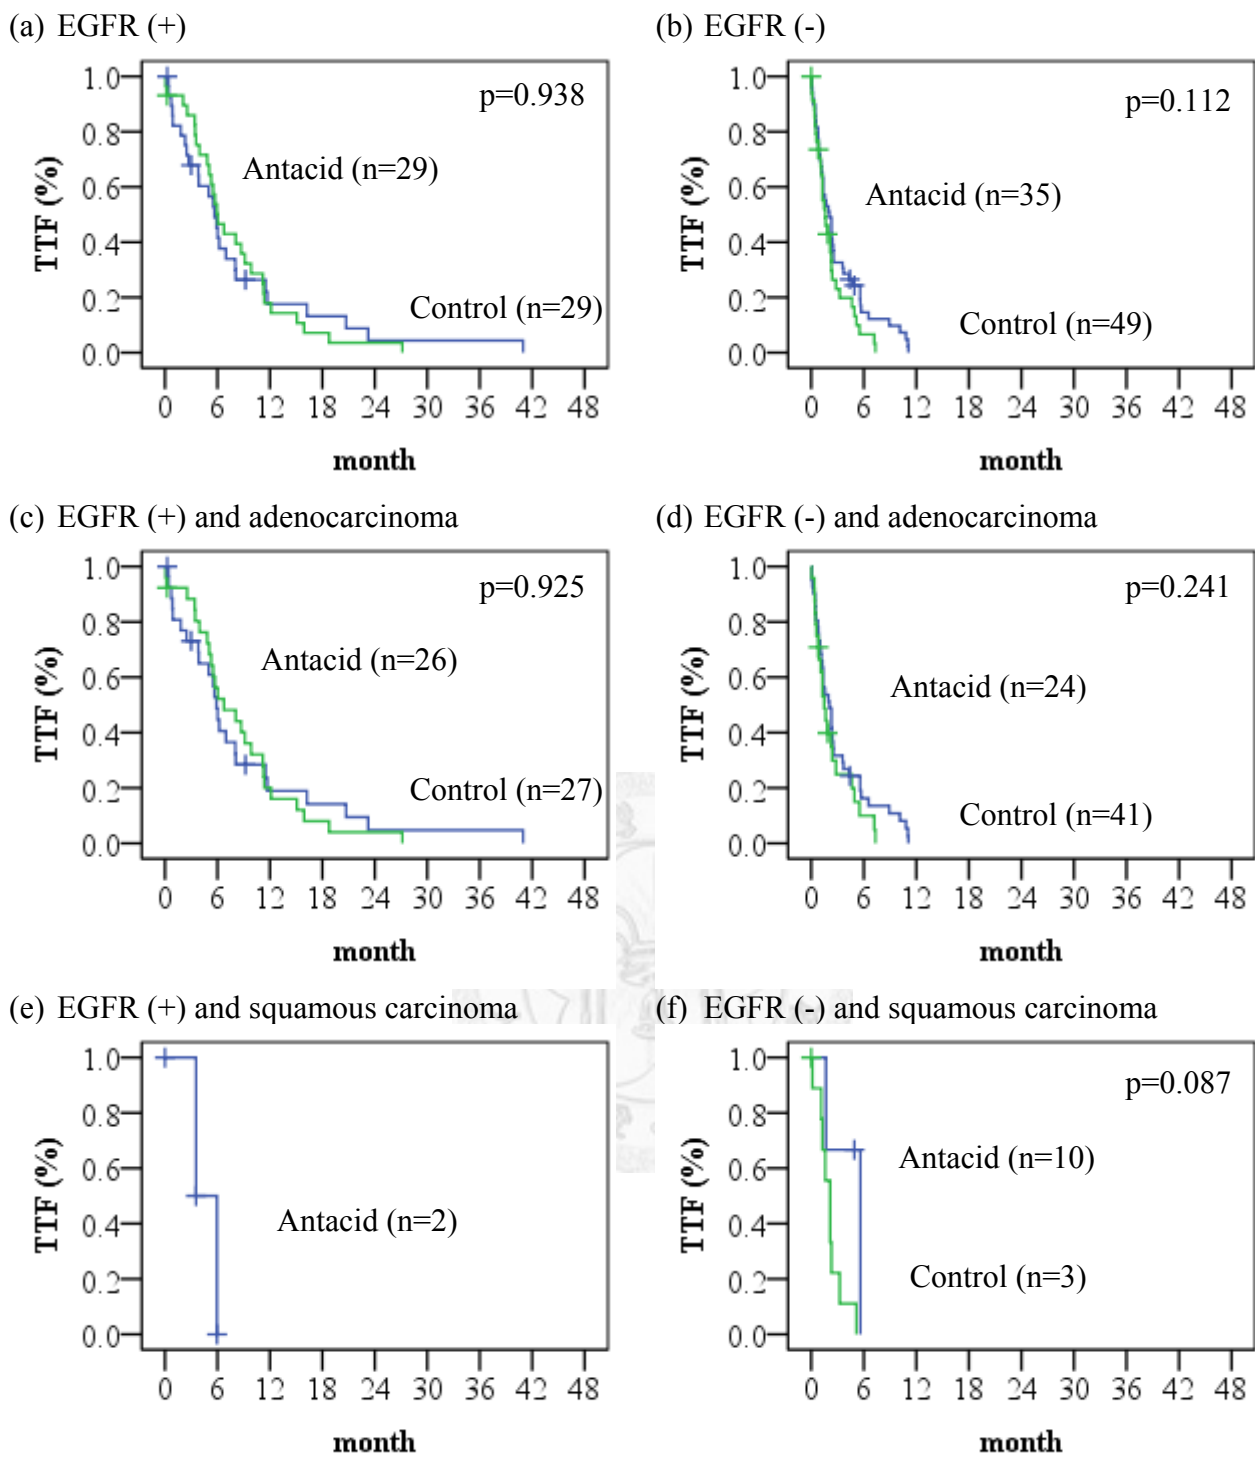 (a) EGFR (+)
p=0.938
Antacid (n=29)
Control (n=29)
TTF (%)
1.0
0.8
0.6
0.4
0.2
0.0
0 6 12 18 24 30 36 42 48
month
(b) EGFR (-)
p=0.112
Antacid (n=35)
Control (n=49)
TTF (%)
1.0
0.8
0.6
0.4
0.2
0.0
0 6 12 18 24 30 36 42 48
month
(c) EGFR (+) and adenocarcinoma
p=0.925
Antacid (n=26)
Control (n=27)
TTF (%)
1.0
0.8
0.6
0.4
0.2
0.0
0 6 12 18 24 30 36 42 48
month
(d) EGFR (-) and adenocarcinoma
p=0.241
Antacid (n=24)
Control (n=41)
TTF (%)
1.0
0.8
0.6
0.4
0.2
0.0
0 6 12 18 24 30 36 42 48
month
(e) EGFR (+) and squamous carcinoma
Antacid (n=2)
TTF (%)
1.0
0.8
0.6
0.4
0.2
0.0
0 6 12 18 24 30 36 42 48
month
(f) EGFR (-) and squamous carcinoma
p=0.087
Antacid (n=10)
Control (n=3)
TTF (%)
1.0
0.8
0.6
0.4
0.2
0.0
0 6 12 18 24 30 36 42 48
month